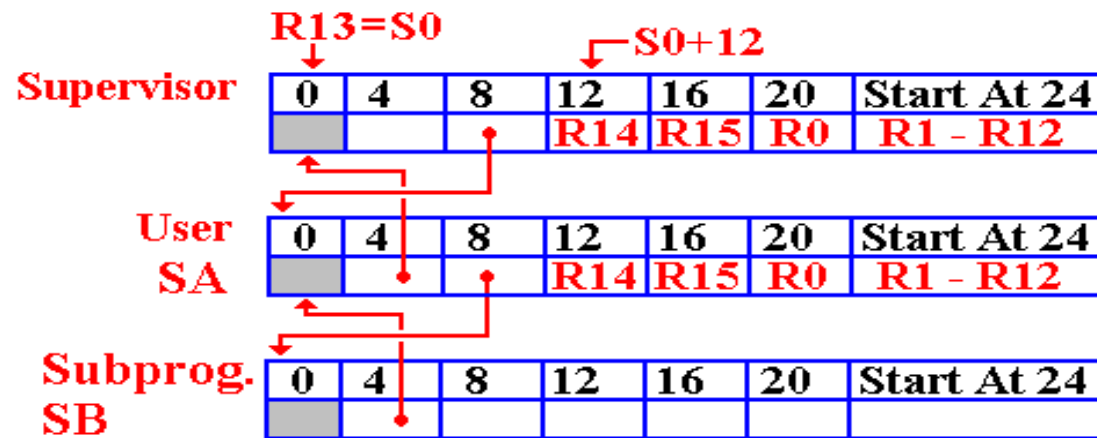 R13=S0
S0+12
Supervisor
0 4 8 12 16 20 Start At 24
R14 R15 R0 R1 - R12
User
SA
0 4 8 12 16 20 Start At 24
R14 R15 R0 R1 - R12
Subprog.
SB
0 4 8 12 16 20 Start At 24